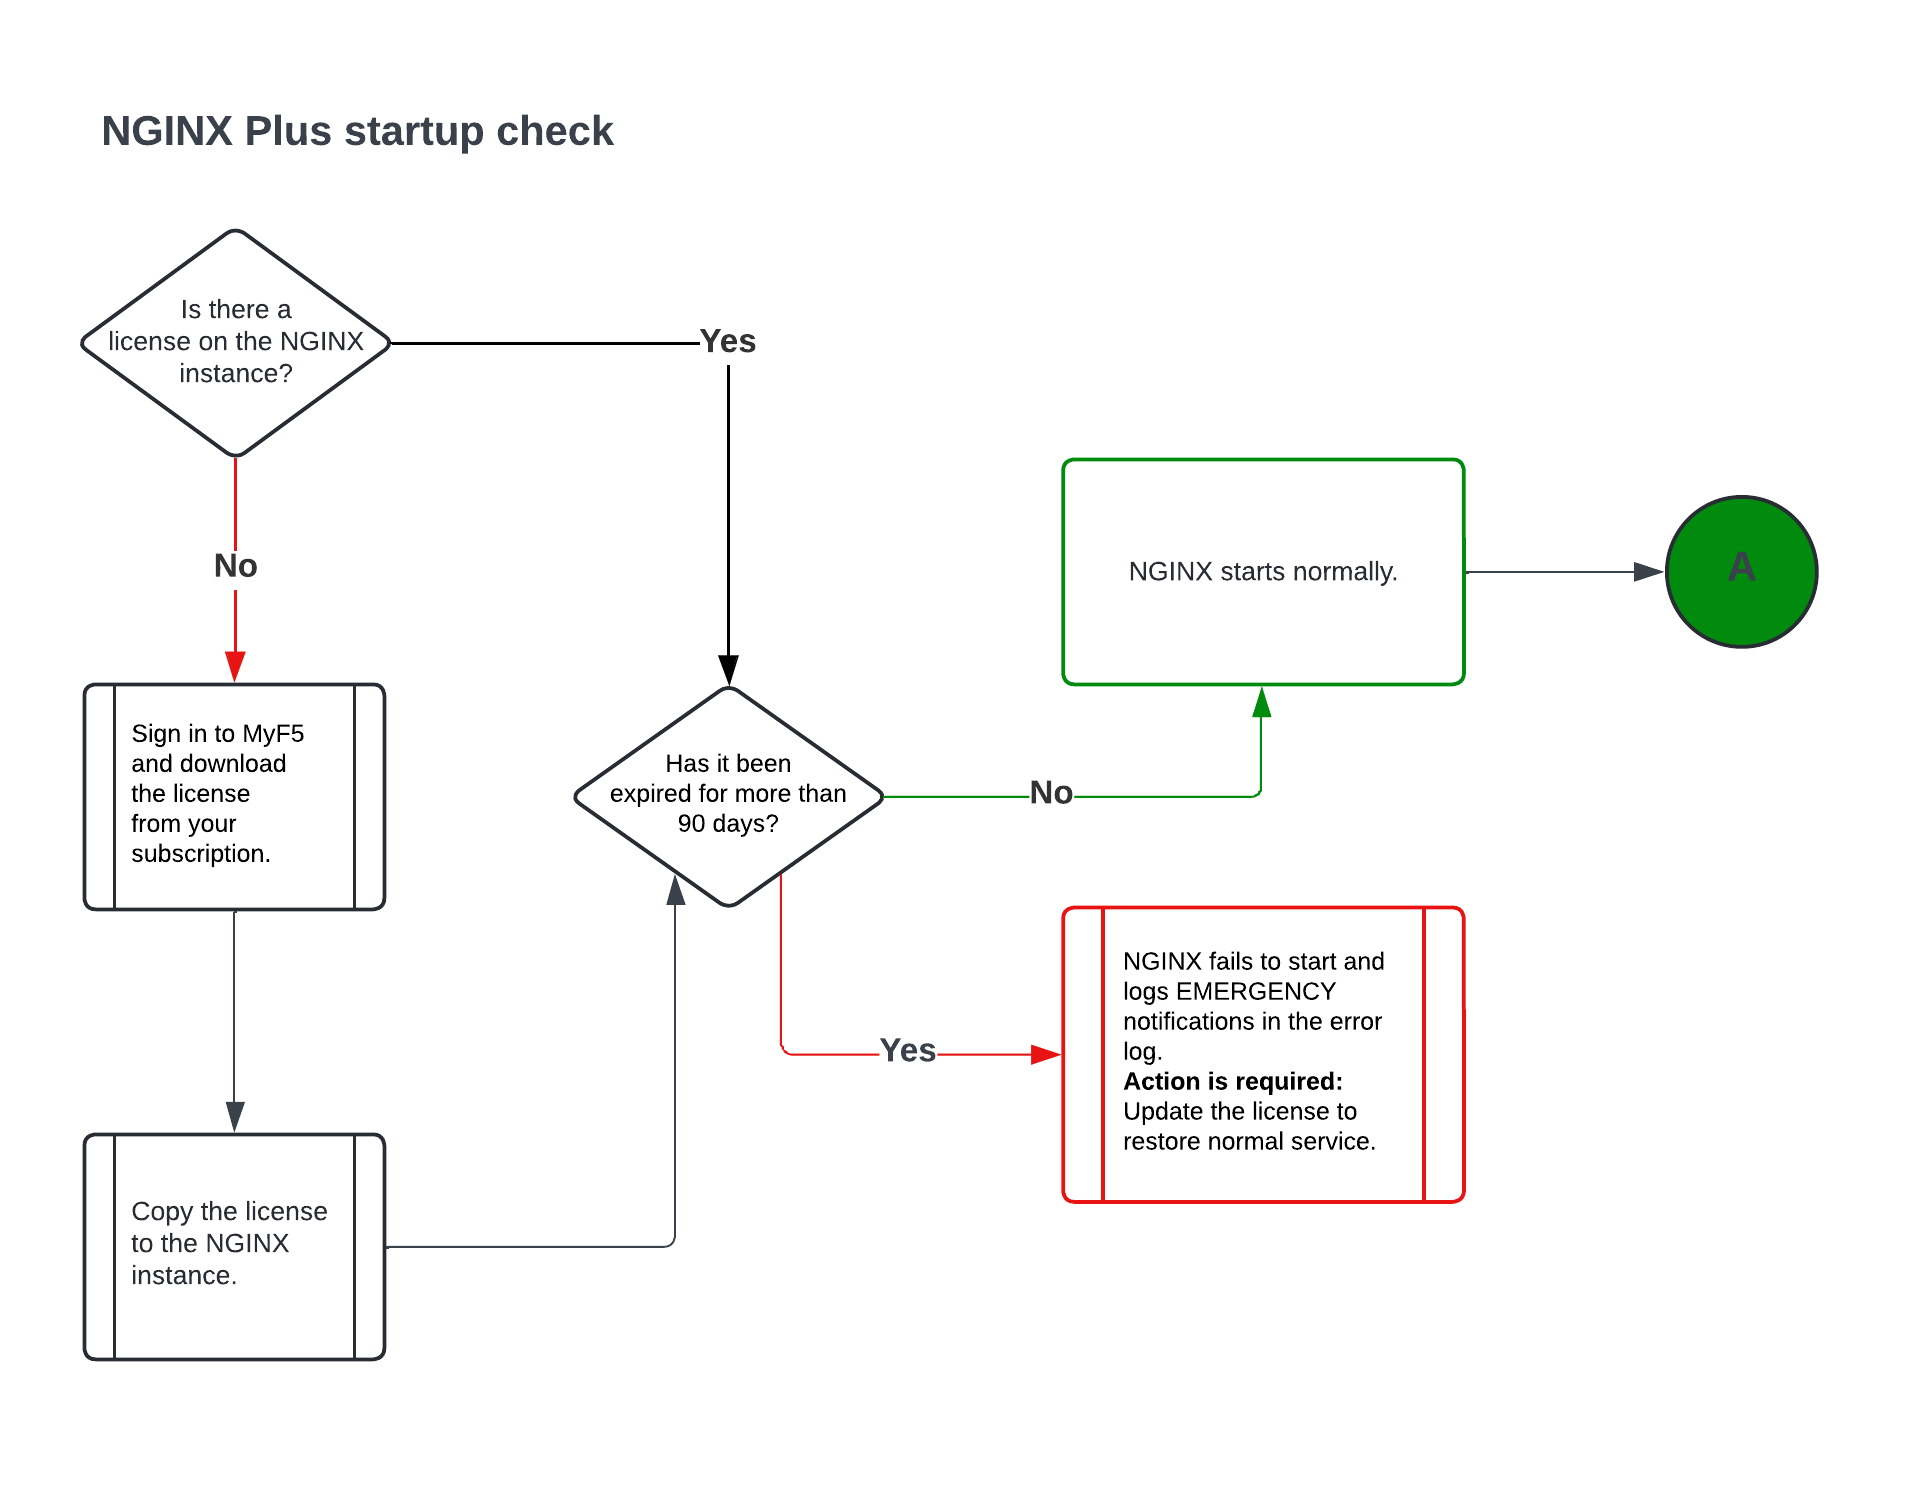 NGINX Plus startup check
Is there a
license on the NGINX
instance?
Yes
No
Sign in to MyF5
and download
the license
from your
subscription.
Copy the license
to the NGINX
instance.
Has it been
expired for more than
90 days?
No
NGINX starts normally.
A
Yes
NGINX fails to start and
logs EMERGENCY
notifications in the error
log.
Action is required:
Update the license to
restore normal service.